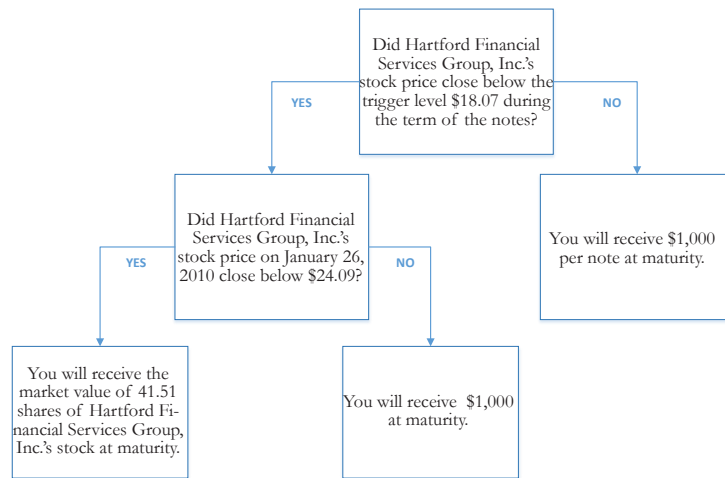 Did Hartford Financial
Services Group, Inc.'s
stock price close below the
trigger level $18.07 during
the term of the notes?
YES
NO
Did Hartford Financial
Services Group, Inc.'s
stock price on January 26,
2010 close below $24.09?
You will receive $1,000
per note at maturity.
YES
NO
You will receive the
market value of 41.51
shares of Hartford Fi-
nancial Services Group,
Inc.'s stock at maturity.
You will receive $1,000
at maturity.